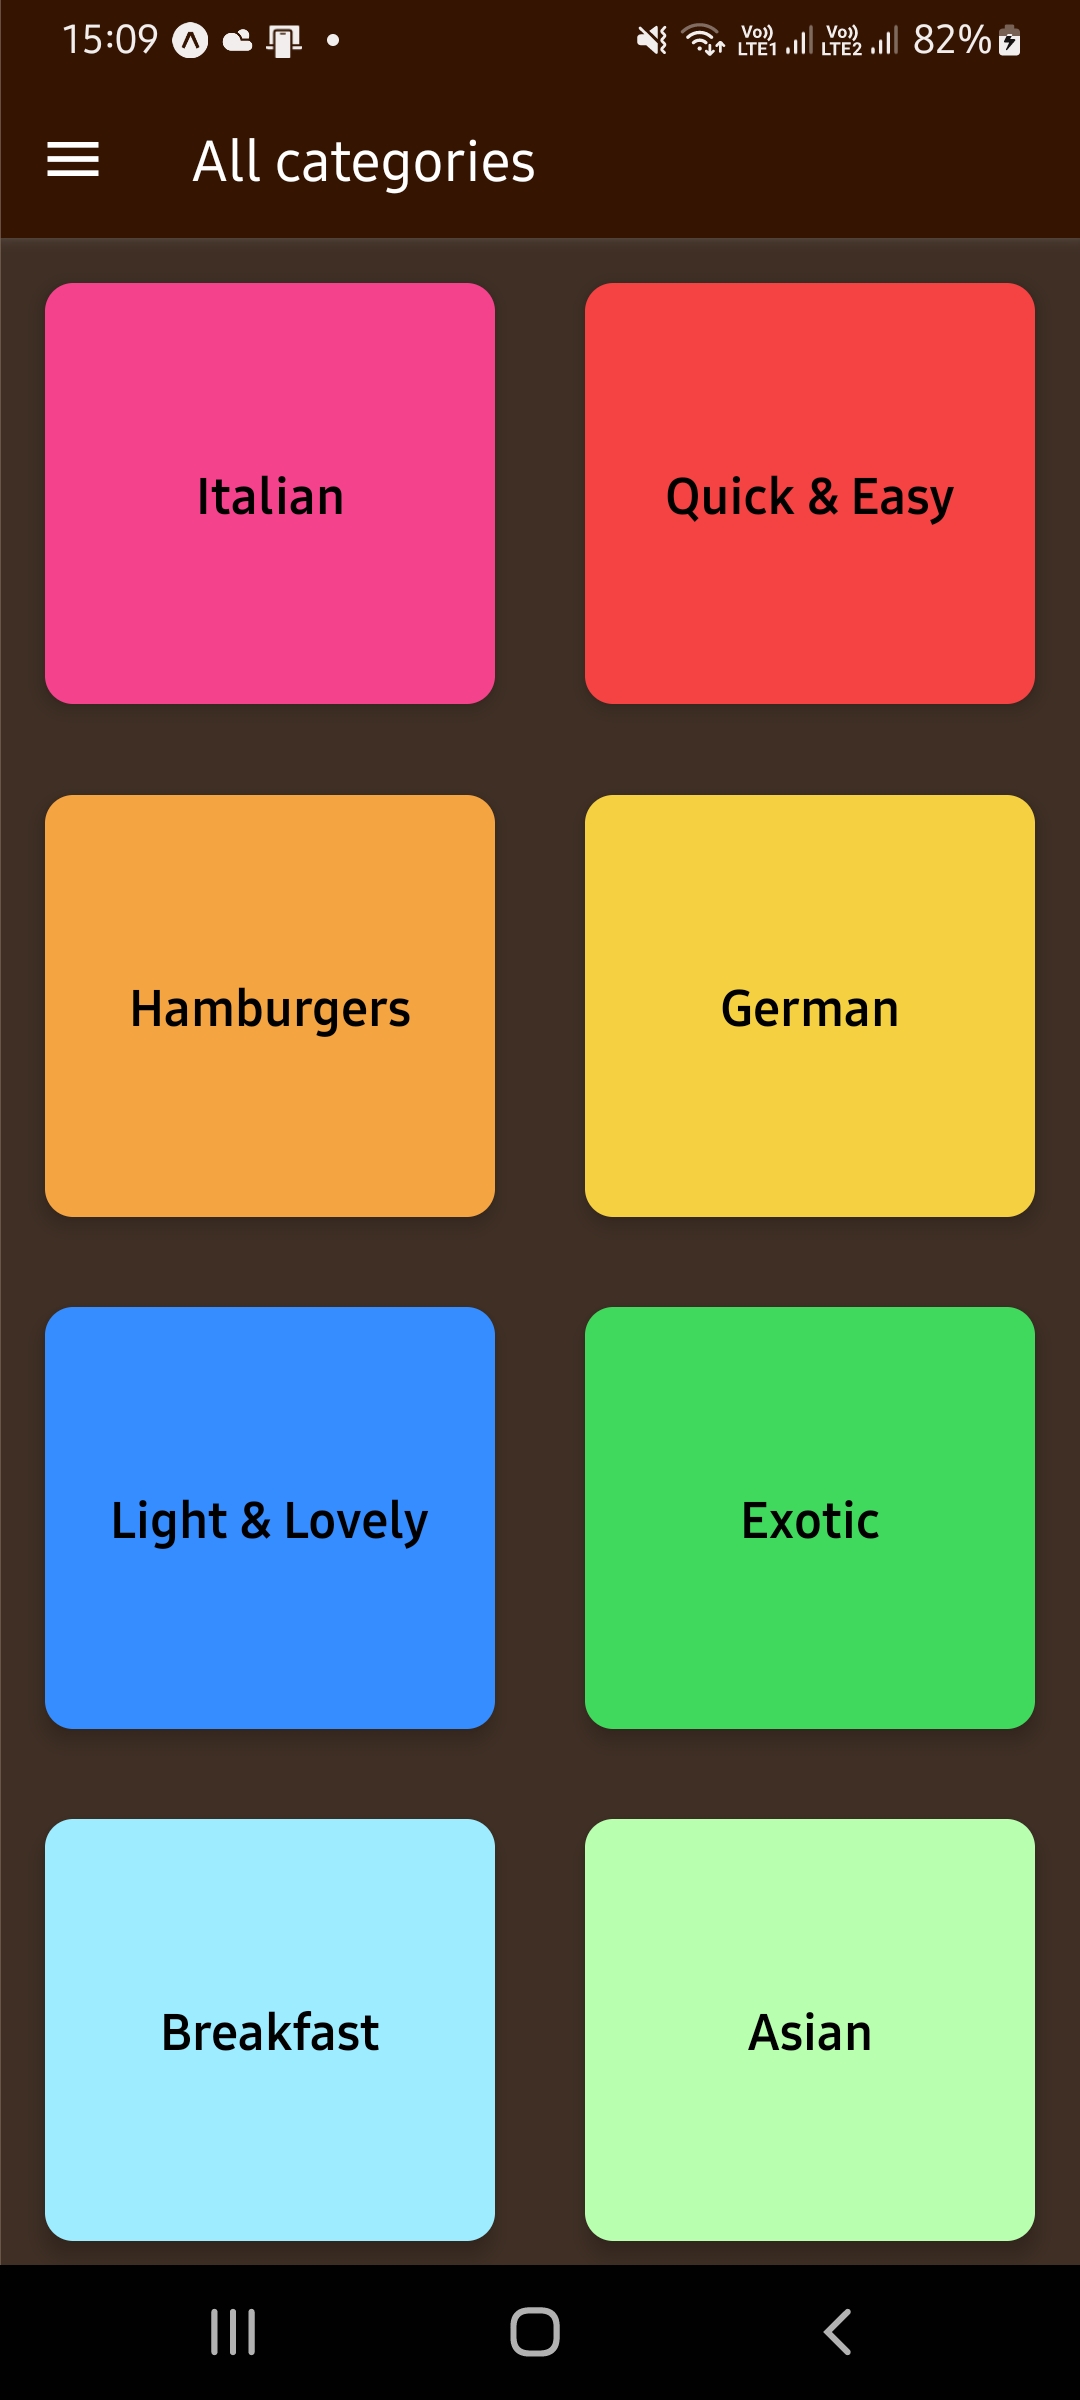 15:09 Vo)) LTE1 Vo)) LTE2 82%
All categories
Italian
Quick & Easy
Hamburgers
German
Light & Lovely
Exotic
Breakfast
Asian